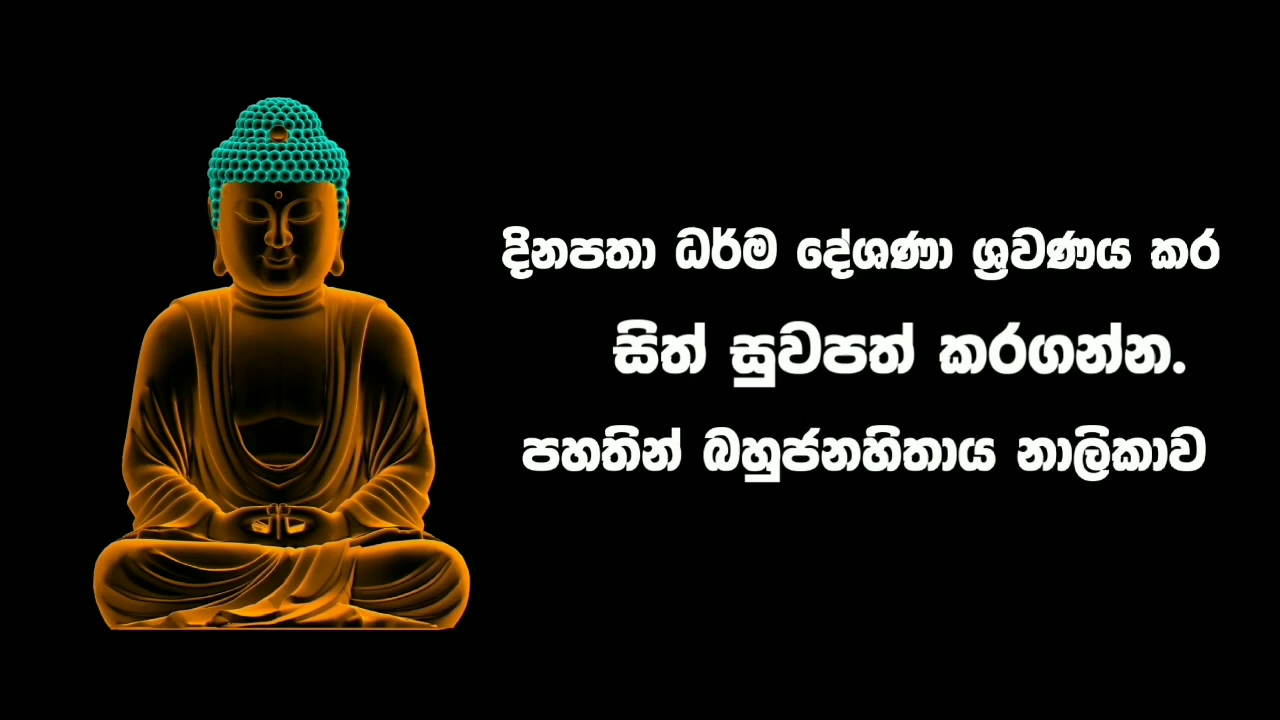 දිනපතා ධර්ම දේශණා ශ්‍රවණය කර
සිත් සුවපත් කරගන්න.
පහතින් බහුජනහිතාය නාලිකාව